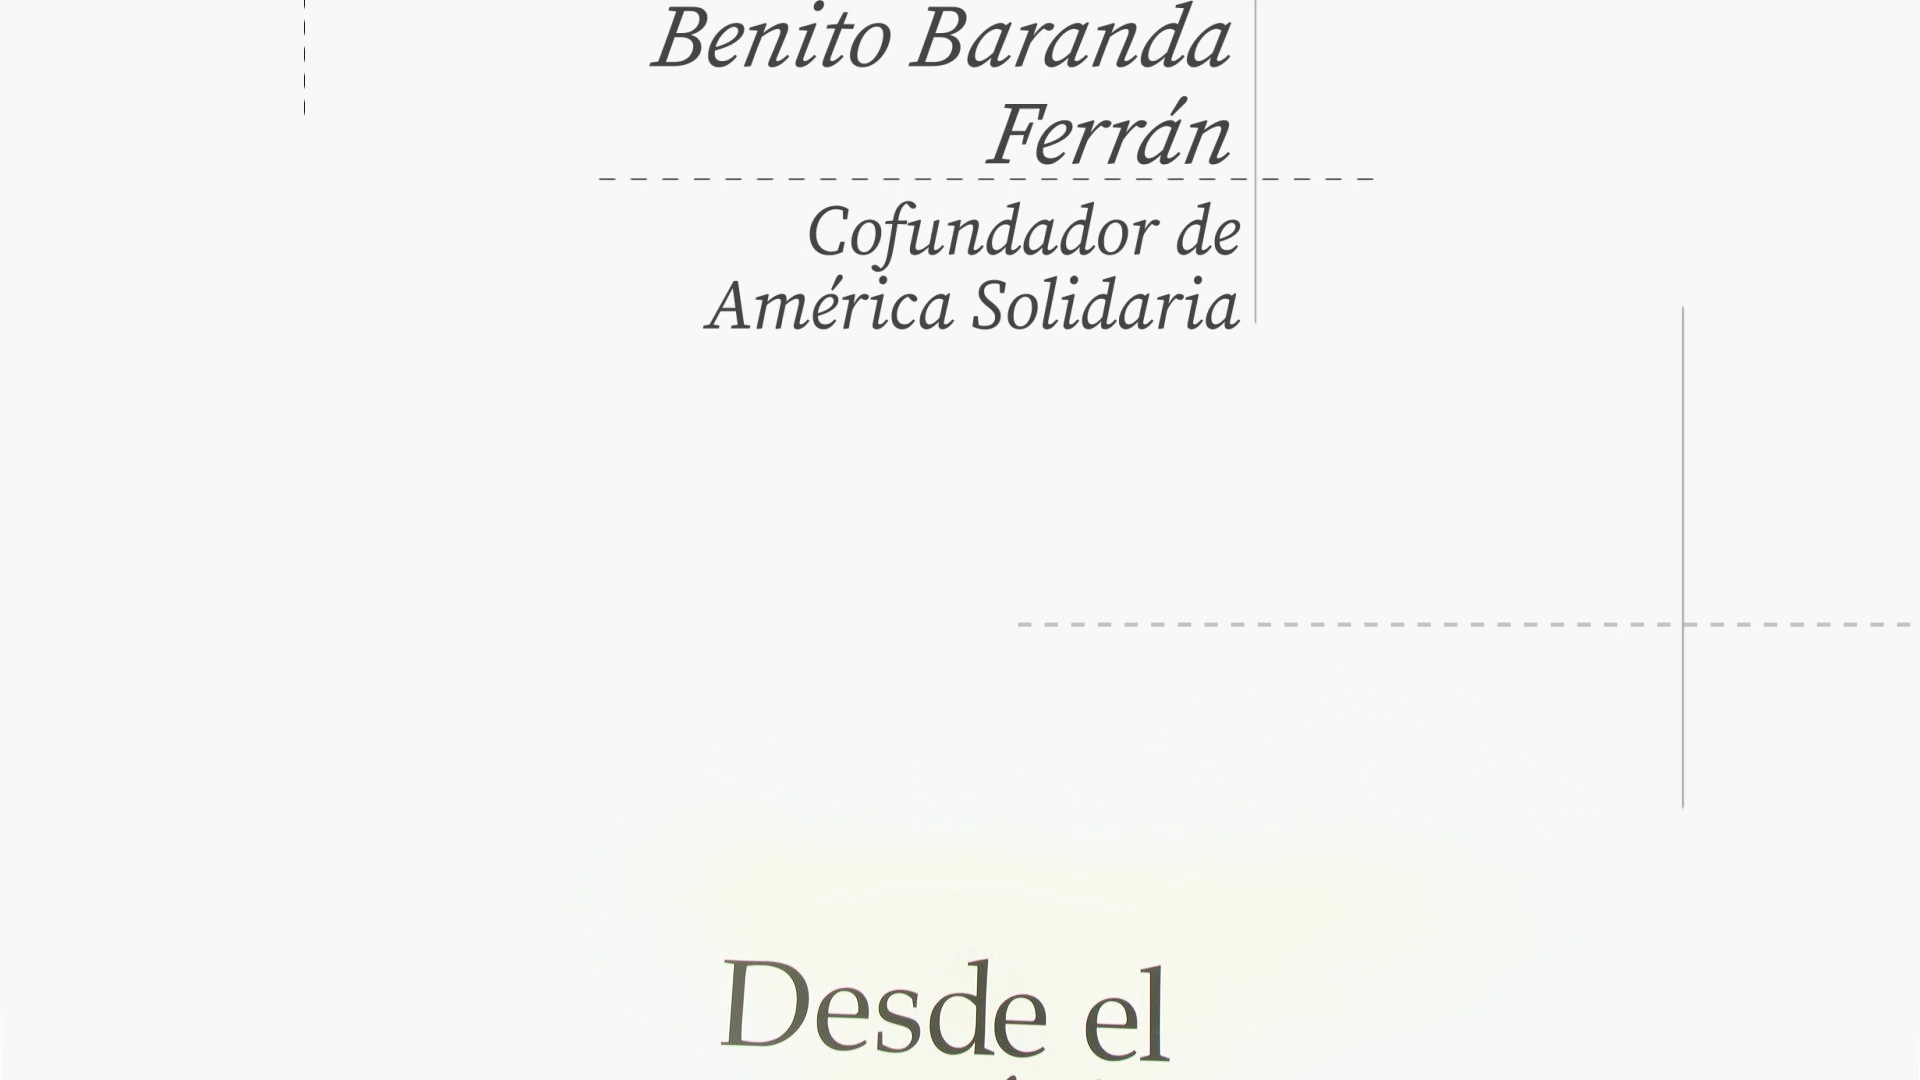 Benito Baranda
Ferrán
Cofundador de
América Solidaria
Desde el